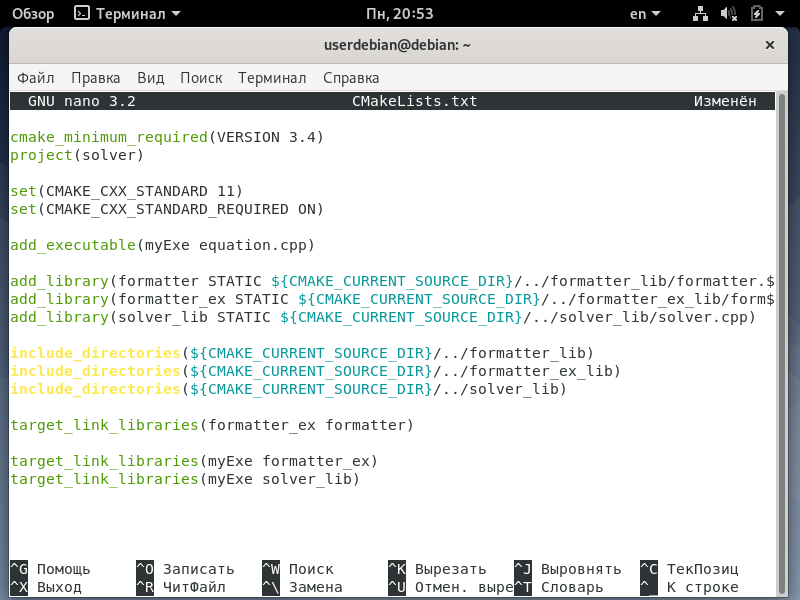 Обзор Терминал Пн, 20:53 en
userdebian@debian: ~ ×
Файл Правка Вид Поиск Терминал Справка
GNU nano 3.2 CMakeLists.txt Изменён
cmake_minimum_required(VERSION 3.4)
project(solver)
set(CMAKE_CXX_STANDARD 11)
set(CMAKE_CXX_STANDARD_REQUIRED ON)
add_executable(myExe equation.cpp)
add_library(formatter STATIC ${CMAKE_CURRENT_SOURCE_DIR}/../formatter_lib/formatter.$
add_library(formatter_ex STATIC ${CMAKE_CURRENT_SOURCE_DIR}/../formatter_ex_lib/form$
add_library(solver_lib STATIC ${CMAKE_CURRENT_SOURCE_DIR}/../solver_lib/solver.cpp)
include_directories(${CMAKE_CURRENT_SOURCE_DIR}/../formatter_lib)
include_directories(${CMAKE_CURRENT_SOURCE_DIR}/../formatter_ex_lib)
include_directories(${CMAKE_CURRENT_SOURCE_DIR}/../solver_lib)
target_link_libraries(formatter_ex formatter)
target_link_libraries(myExe formatter_ex)
target_link_libraries(myExe solver_lib)
^G Помощь ^O Записать ^W Поиск ^K Вырезать ^J Выровнять ^C ТекПозиц
^X Выход ^R ЧитФайл ^\ Замена ^U Отмен. выре^T Словарь ^_ К строке